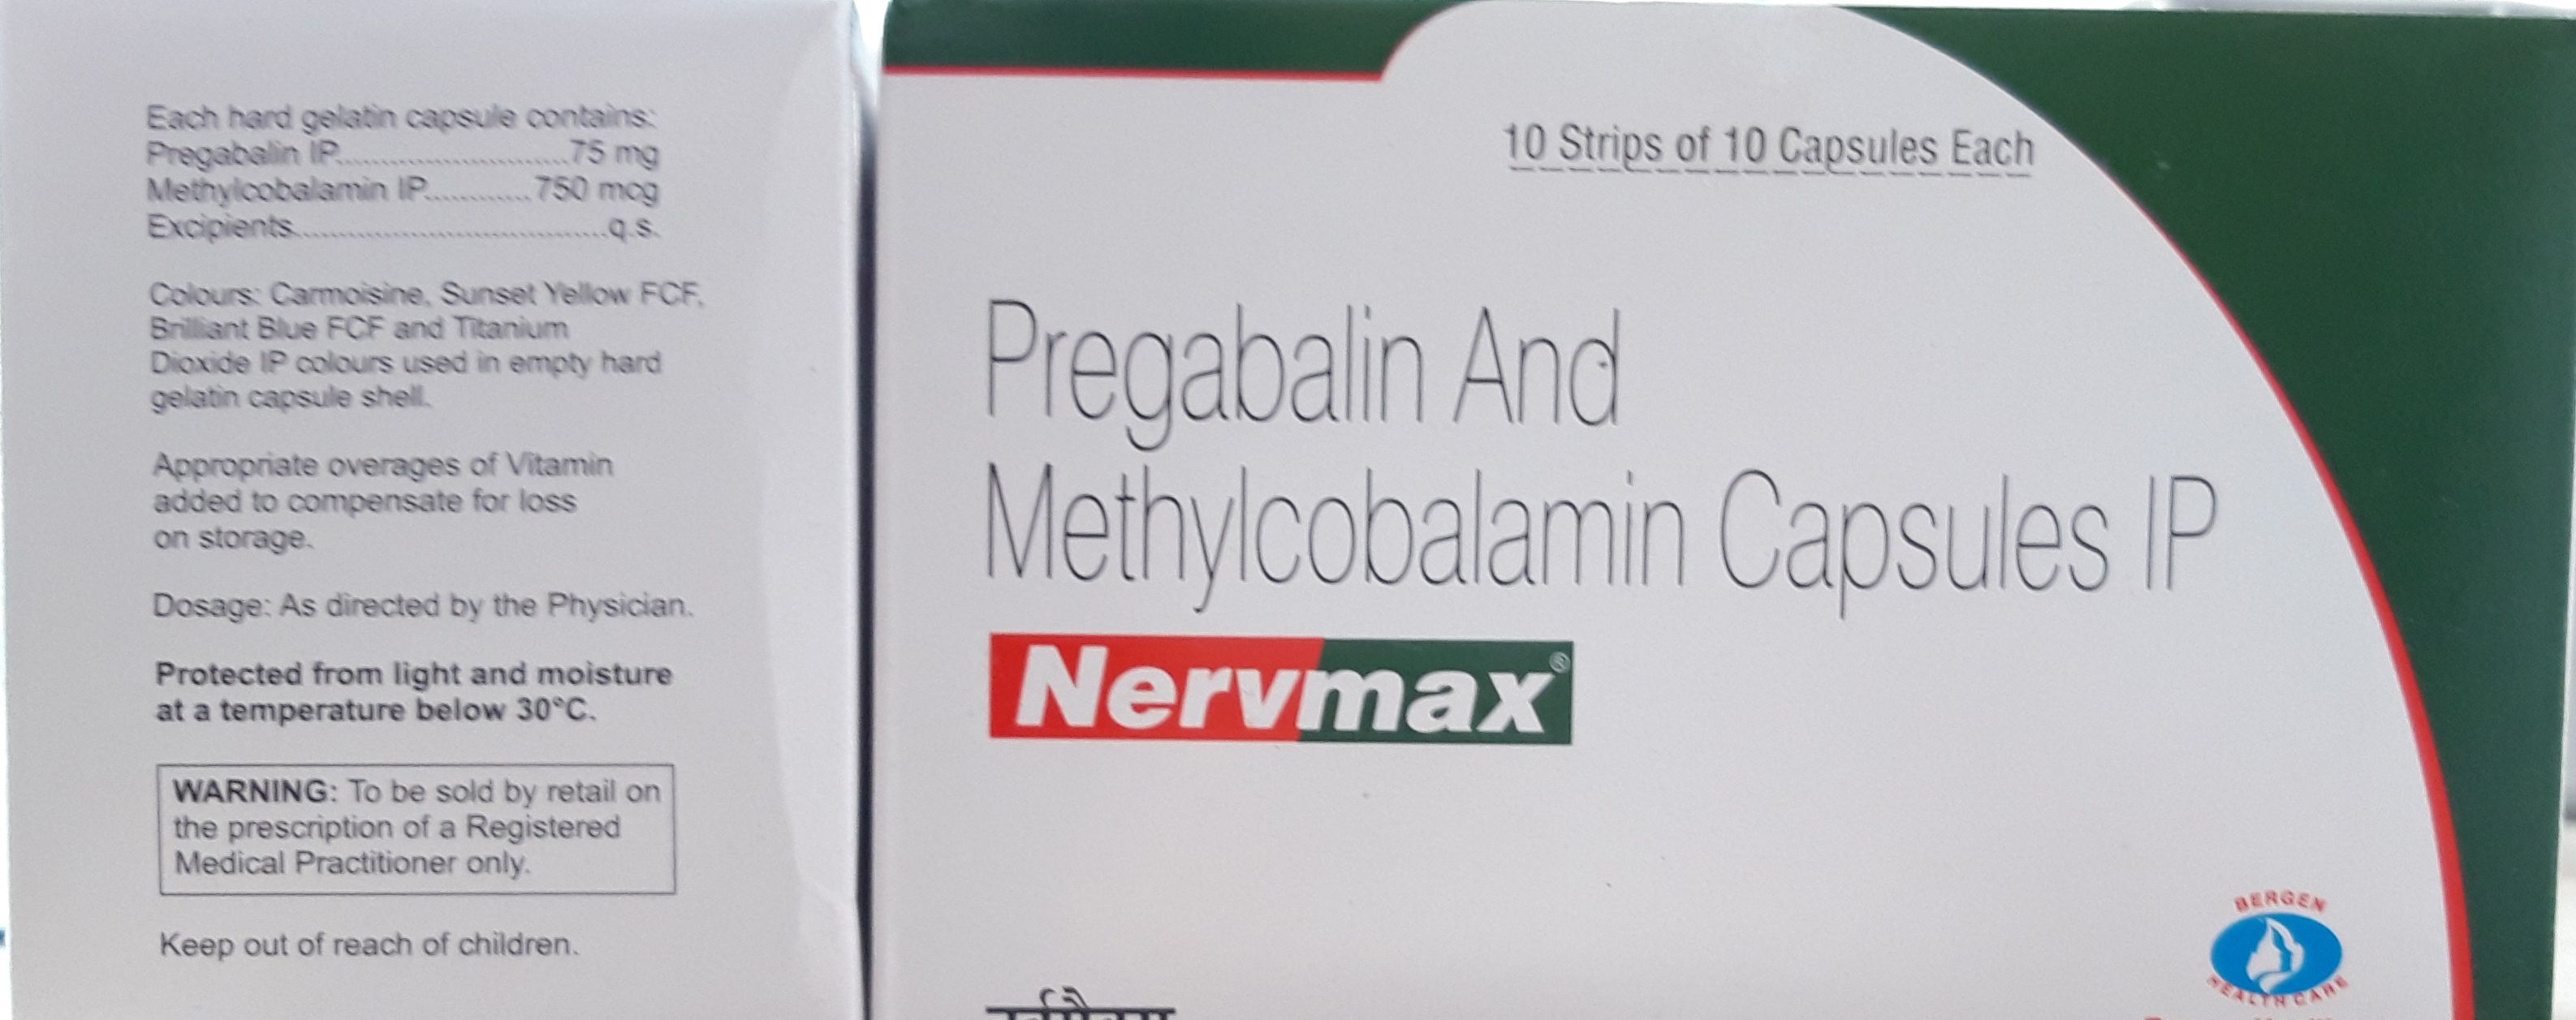 Each hard gelatin capsule contains:
Pregabalin IP............................75 mg
Methylcobalamin IP.............750 mcg
Excipients......................................q.s.
Colours: Carmoisine, Sunset Yellow FCF,
Brilliant Blue FCF and Titanium
Dioxide IP colours used in empty hard
gelatin capsule shell.
Appropriate overages of Vitamin
added to compensate for loss
on storage.
Dosage: As directed by the Physician.
Protected from light and moisture
at a temperature below 30°C.
WARNING: To be sold by retail on
the prescription of a Registered
Medical Practitioner only.
Keep out of reach of children.
10 Strips of 10 Capsules Each
Pregabalin And
Methylcobalamin Capsules IP
Nervmax®
BERGEN
HEALTHCARE